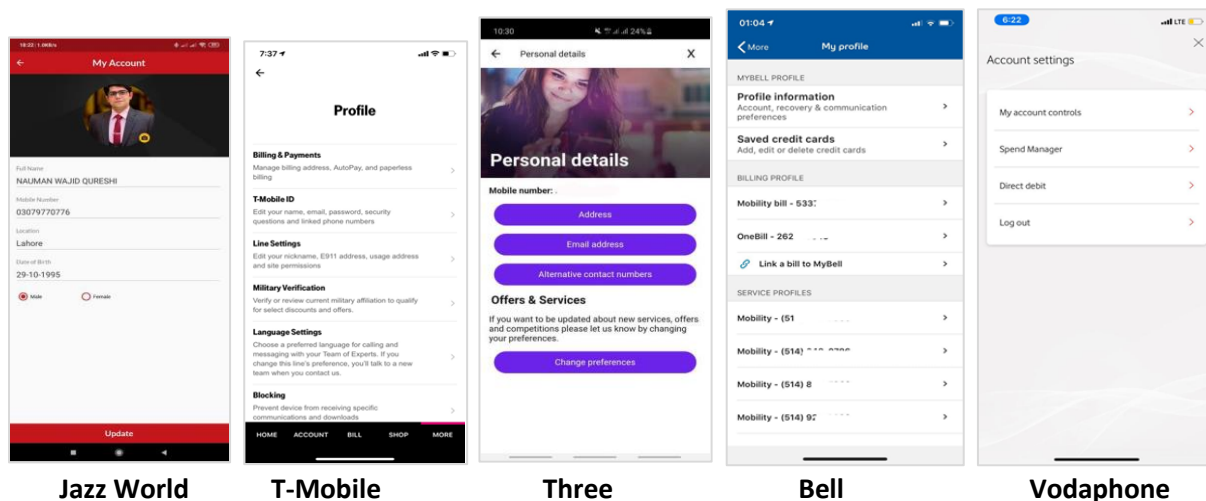 10:22 | 1.0KB/s
My Account
Full Name
NAUMAN WAJID QURESHI
Mobile Number
03079770776
Location
Lahore
Date of Birth
29-10-1995
Male Female
Update
7:37
Profile
Billing & Payments
Manage billing address, AutoPay, and paperless
billing
T-Mobile ID
Edit your name, email, password, security
questions and linked phone numbers
Line Settings
Edit your nickname, E911 address, usage address
and site permissions
Military Verification
Verify or review current military affiliation to qualify
for select discounts and offers.
Language Settings
Choose a preferred language for calling and
messaging with your Team of Experts. If you
change this line's preference, you'll talk to a new
team when you contact us.
Blocking
Prevent device from receiving specific
communications and downloads
HOME ACCOUNT BILL SHOP MORE
10:30 24%
Personal details X
Personal details
Mobile number:
Address
Email address
Alternative contact numbers
Offers & Services
If you want to be updated about new services, offers
and competitions please let us know by changing
your preferences.
Change preferences
01:04
More My profile
MYBELL PROFILE
Profile information
Account, recovery & communication
preferences
Saved credit cards
Add, edit or delete credit cards
BILLING PROFILE
Mobility bill - 533
OneBill - 262
Link a bill to MyBell
SERVICE PROFILES
Mobility - (51
Mobility - (514)
Mobility - (514) 8
Mobility - (514) 92
6:22 LTE
Account settings
My account controls
Spend Manager
Direct debit
Log out
Jazz World T-Mobile Three Bell Vodaphone